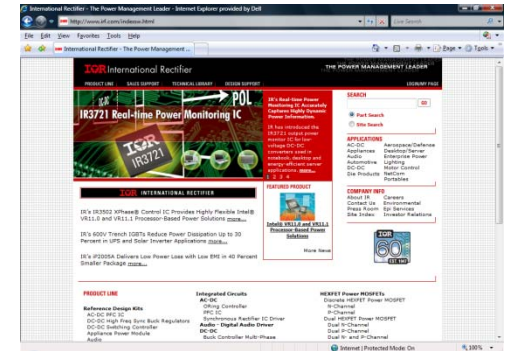 International Rectifier - The Power Management Leader - Internet Explorer provided by Dell
http://www.irf.com/indexsw.html
Live Search
File Edit View Favorites Tools Help
International Rectifier - The Power Management ...
Page Tools
IOR International Rectifier
THE POWER MANAGEMENT LEADER
PRODUCT LINE SALES SUPPORT TECHNICAL LIBRARY DESIGN SUPPORT
LOGIN/MY PAGE
POL
IR3721 Real-time Power Monitoring IC
IOR
IR3721
IR's Real-time Power
Monitoring IC Accurately
Captures Highly Dynamic
Power Information.
IR has introduced the
IR3721 output power
monitor IC for low-
voltage DC-DC
converters used in
notebook, desktop and
energy-efficient server
applications. more...
1 2 3 4
SEARCH
GO
Part Search
Site Search
APPLICATIONS
AC-DC Aerospace/Defense
Appliances Desktop/Server
Audio Enterprise Power
Automotive Lighting
DC-DC Motor Control
Die Products NetCom
Portables
COMPANY INFO
About IR Careers
Contact Us Environmental
Press Room Epi Services
Site Index Investor Relations
IOR
60
EST. 1947
IOR INTERNATIONAL RECTIFIER
IR's IR3502 XPhase® Control IC Provides Highly Flexible Intel®
VR11.0 and VR11.1 Processor-Based Power Solutions more...
IR's 600V Trench IGBTs Reduce Power Dissipation Up to 30
Percent in UPS and Solar Inverter Applications more...
IR's iP2005A Delivers Low Power Loss with Low EMI in 40 Percent
Smaller Package more...
FEATURED PRODUCT
Intel® VR11.0 and VR11.1
Processor-Based Power
Solutions
More News
PRODUCT LINE
Reference Design Kits
AC-DC PFC IC
DC-DC High Freq Sync Buck Regulators
DC-DC Switching Controller
Appliance Power Module
Audio
Integrated Circuits
AC-DC
ORing Controller
PFC IC
Synchronous Rectifier IC Driver
Audio - Digital Audio Driver
DC-DC
Buck Controller Multi-Phase
HEXFET Power MOSFETs
Discrete HEXFET Power MOSFET
N-Channel
P-Channel
Dual HEXFET Power MOSFET
Dual N-Channel
Dual P-Channel
Dual N- and P-Channel
Internet | Protected Mode: On
100%